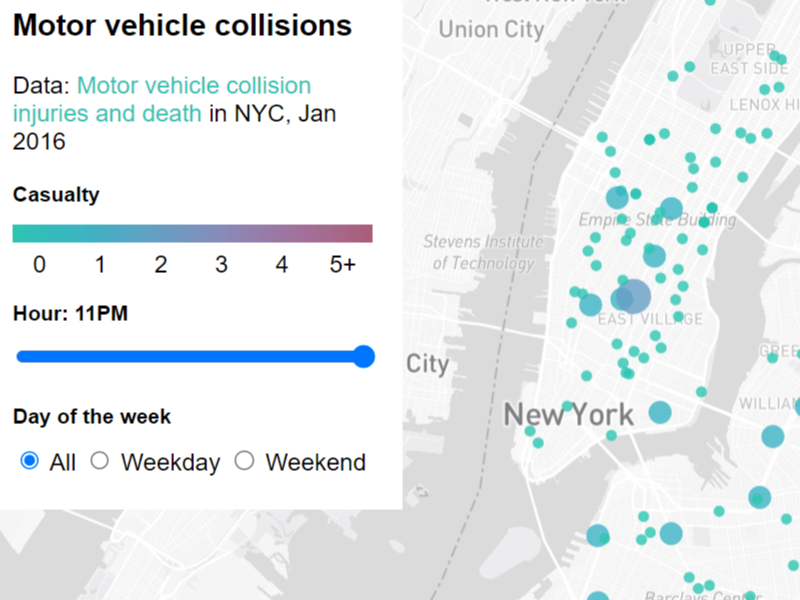 Motor vehicle collisions
Data: Motor vehicle collision
injuries and death in NYC, Jan
2016
Casualty
0 1 2 3 4 5+
Hour: 11PM
Day of the week
All Weekday Weekend
Union City
UPPER
EAST SIDE
LENOX HI
Empire State Building
Stevens Institute
of Technology
EAST VILLAGE
City
GREE
WILLIAM
New York
Barclays Center